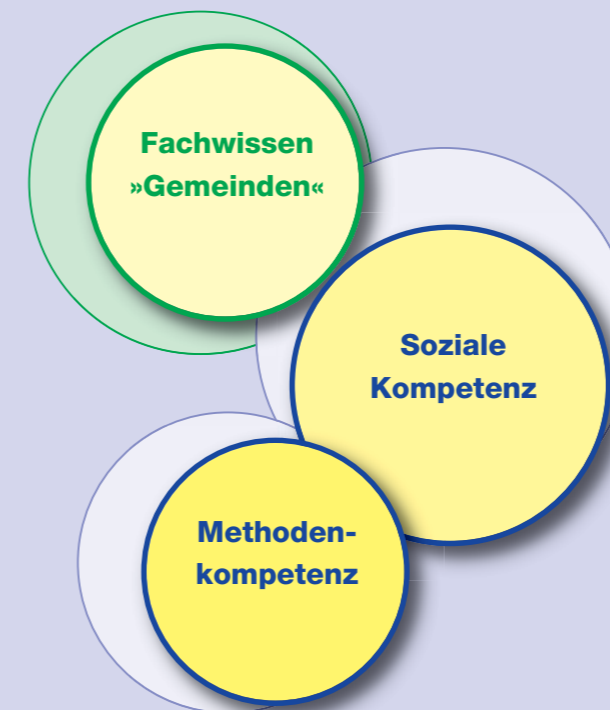 Fachwissen
»Gemeinden«
Soziale
Kompetenz
Methoden-
kompetenz